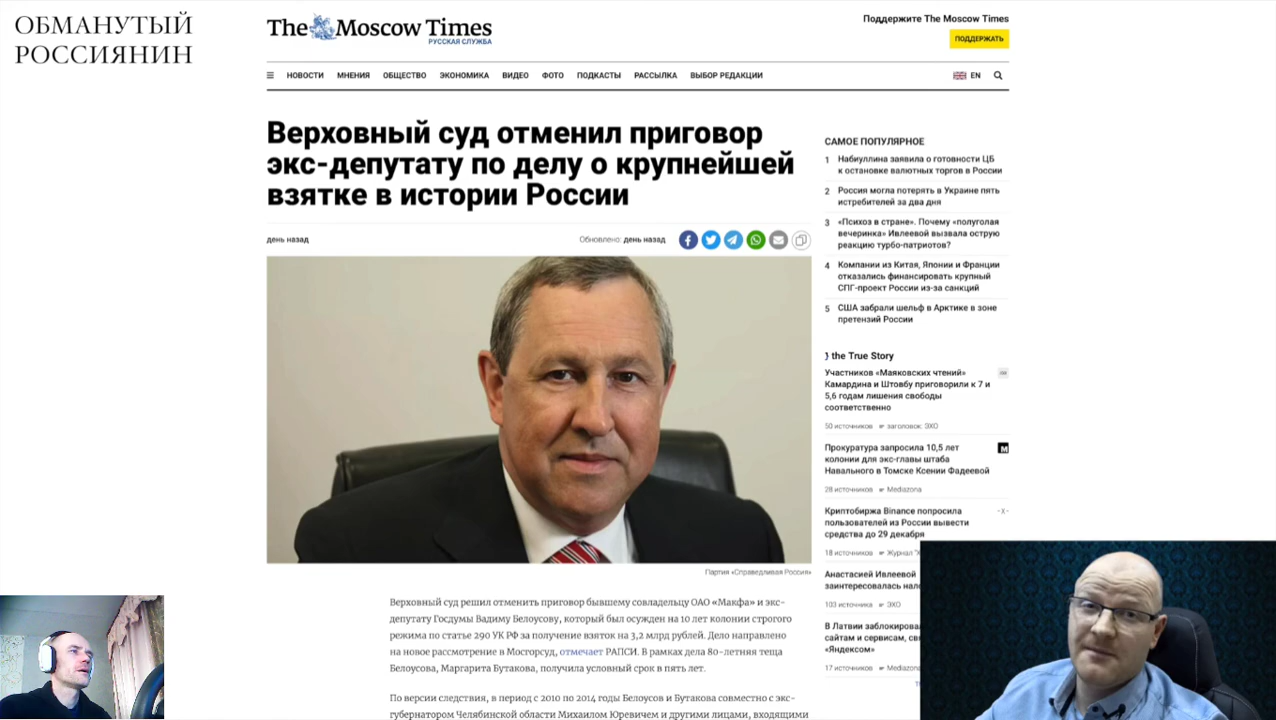 ОБМАНУТЫЙ
РОССИЯНИН
The Moscow Times
РУССКАЯ СЛУЖБА
Поддержите The Moscow Times
ПОДДЕРЖАТЬ
НОВОСТИ МНЕНИЯ ОБЩЕСТВО ЭКОНОМИКА ВИДЕО ФОТО ПОДКАСТЫ РАССЫЛКА ВЫБОР РЕДАКЦИИ EN
Верховный суд отменил приговор
экс-депутату по делу о крупнейшей
взятке в истории России
день назад
Обновлено: день назад
Партия «Справедливая Россия»
Верховный суд решил отменить приговор бывшему совладельцу ОАО «Макфа» и экс-
депутату Госдумы Вадиму Белоусову, который был осужден на 10 лет колонии строгого
режима по статье 290 УК РФ за получение взяток на 3,2 млрд рублей. Дело направлено
на новое рассмотрение в Мосгорсуд, отмечает РАПСИ. В рамках дела 80-летняя теща
Белоусова, Маргарита Бутакова, получила условный срок в пять лет.
По версии следствия, в период с 2010 по 2014 годы Белоусов и Бутакова совместно с экс-
губернатором Челябинской области Михаилом Юревичем и другими лицами, входящими
САМОЕ ПОПУЛЯРНОЕ
1 Набиуллина заявила о готовности ЦБ
к остановке валютных торгов в России
2 Россия могла потерять в Украине пять
истребителей за два дня
3 «Психоз в стране». Почему «полуголая
вечеринка» Ивлеевой вызвала острую
реакцию турбо-патриотов?
4 Компании из Китая, Японии и Франции
отказались финансировать крупный
СПГ-проект России из-за санкций
5 США забрали шельф в Арктике в зоне
претензий России
} the True Story
Участников «Маяковских чтений»
Камардина и Штовбу приговорили к 7 и
5,6 годам лишения свободы
соответственно
50 источников заголовок: ЭХО
Прокуратура запросила 10,5 лет
колонии для экс-главы штаба
Навального в Томске Ксении Фадеевой
28 источников Mediazona
Криптобиржа Binance попросила
пользователей из России вывести
средства до 29 декабря
18 источников Журнал
Анастасией Ивлеевой
заинтересовалась
103 источника ЭХО
В Латвии
сайтам и сервисам,
«Яндексом»
17 источников